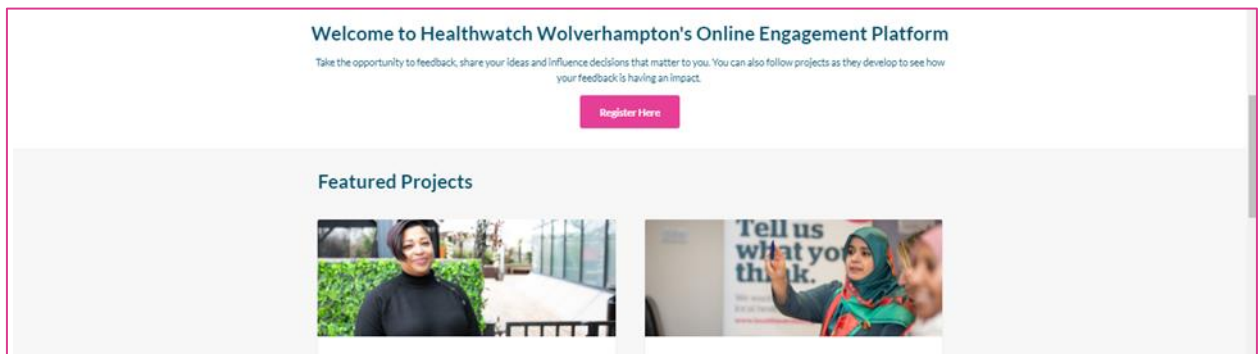 Welcome to Healthwatch Wolverhampton's Online Engagement Platform
Take the opportunity to feedback, share your ideas and influence decisions that matter to you. You can also follow projects as they develop to see how
your feedback is having an impact.
Register Here
Featured Projects
Tell us
what you
think.